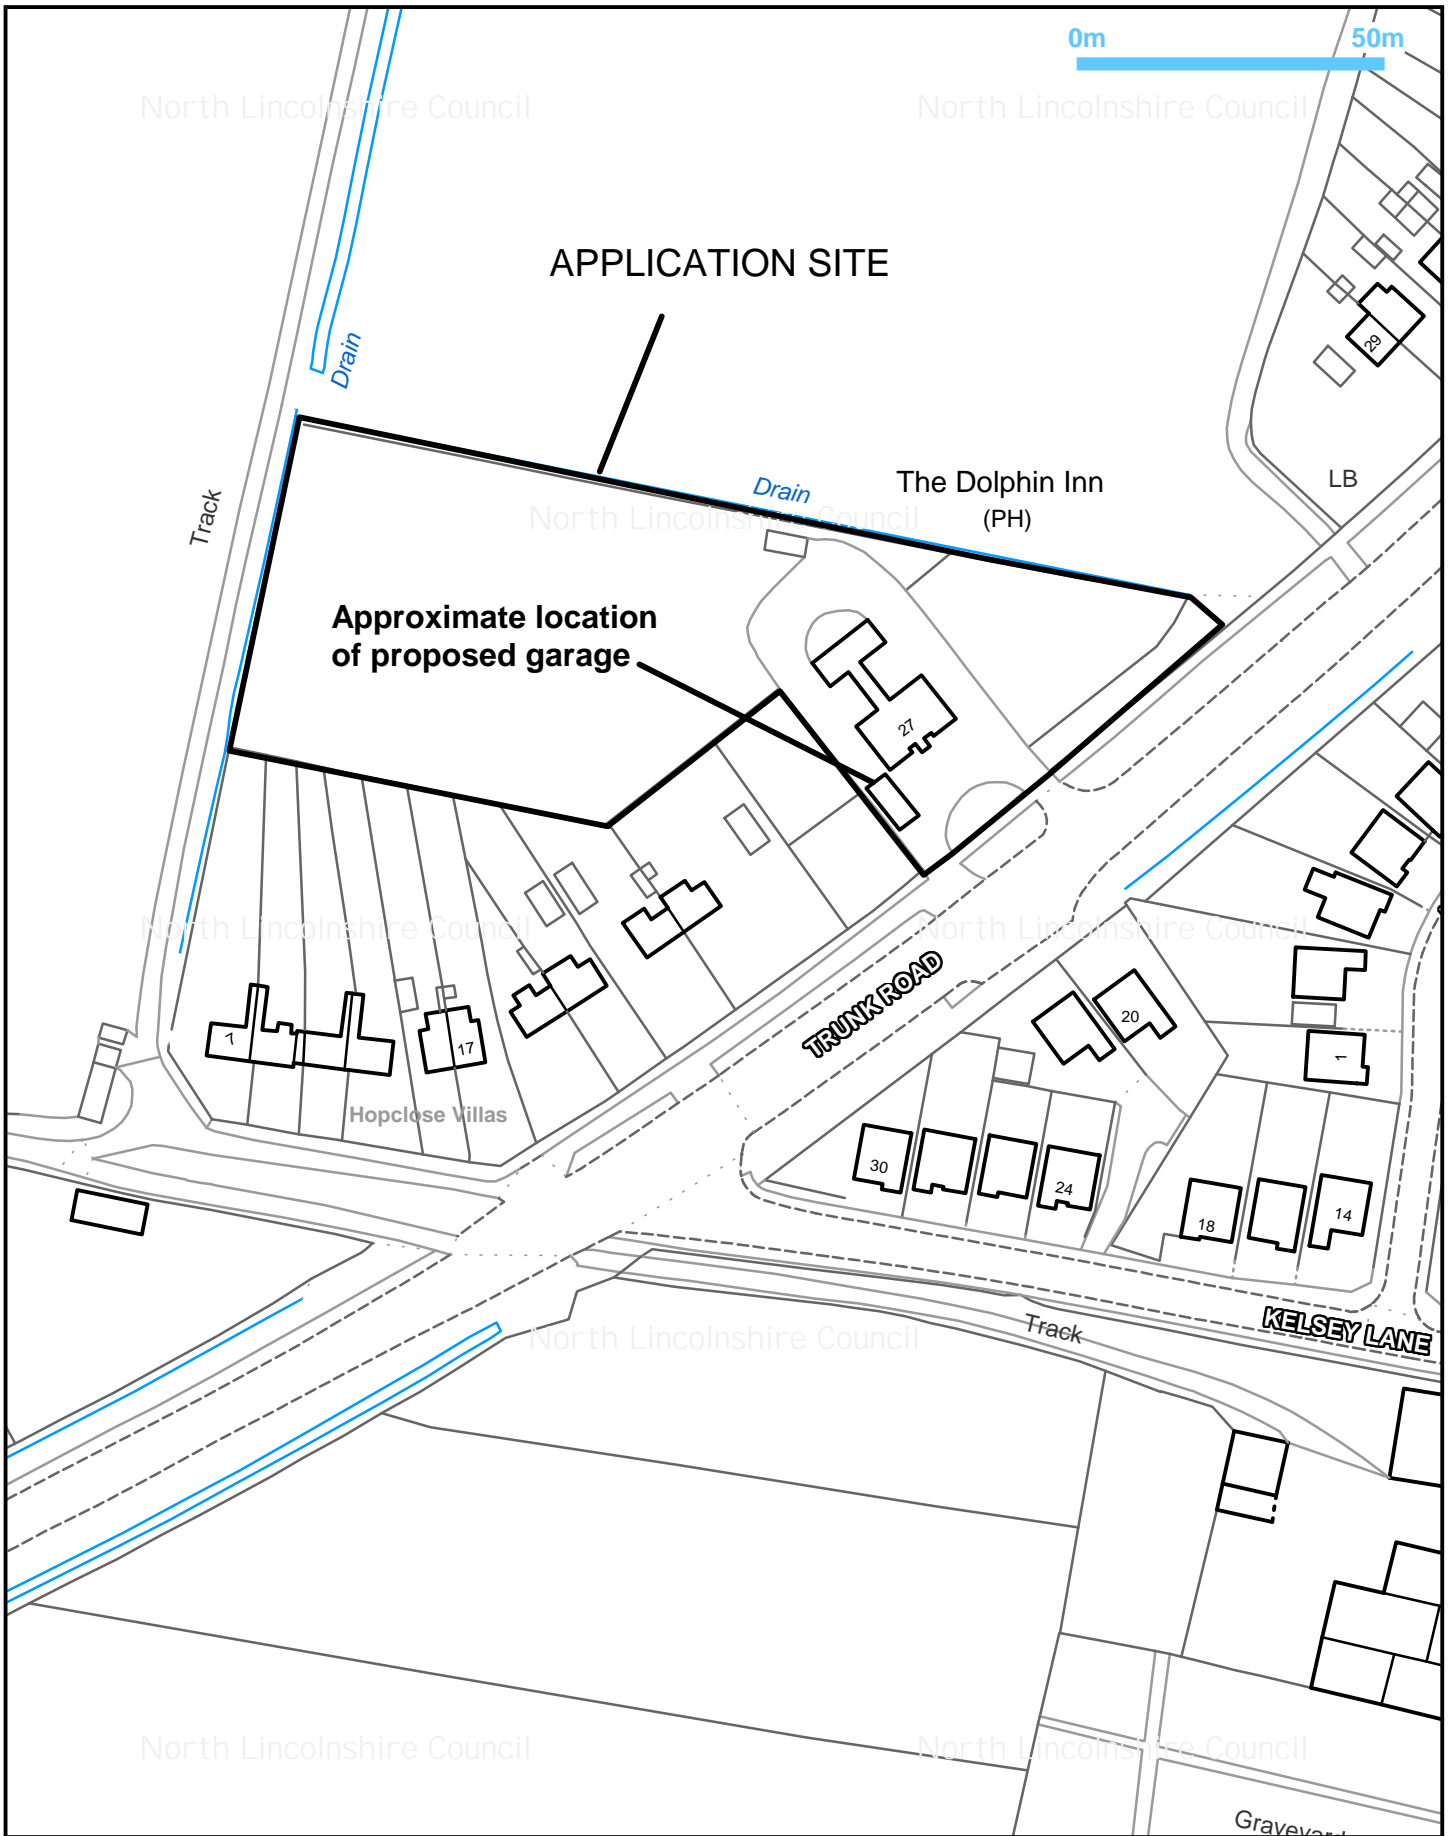 0m 50m
North Lincolnshire Council North Lincolnshire Council
APPLICATION SITE
Drain
29
The Dolphin Inn
(PH)
LB
Drain
Track
North Lincolnshire Council
Approximate location
of proposed garage
27
North Lincolnshire Council North Lincolnshire Council
TRUNK ROAD
20
7
17
1
Hopclose Villas
30
24
18
14
KELSEY LANE
Track
North Lincolnshire Council
North Lincolnshire Council North Lincolnshire Council